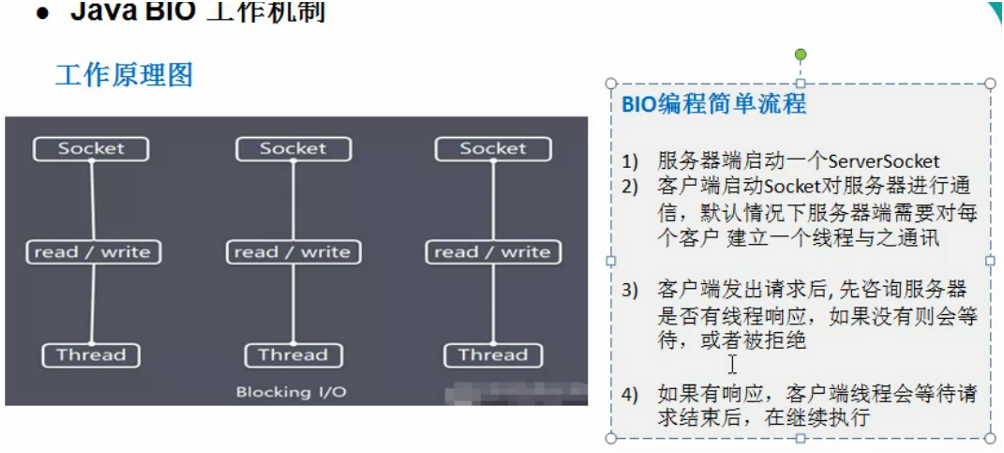 • Java BIO 工作机制
工作原理图
Socket Socket Socket
read / write read / write read / write
Thread Thread Thread
Blocking I/O
BIO编程简单流程
1) 服务器端启动一个ServerSocket
2) 客户端启动Socket对服务器进行通
信，默认情况下服务器端需要对每
个客户 建立一个线程与之通讯
3) 客户端发出请求后, 先咨询服务器
是否有线程响应，如果没有则会等
待，或者被拒绝
4) 如果有响应，客户端线程会等待请
求结束后，在继续执行